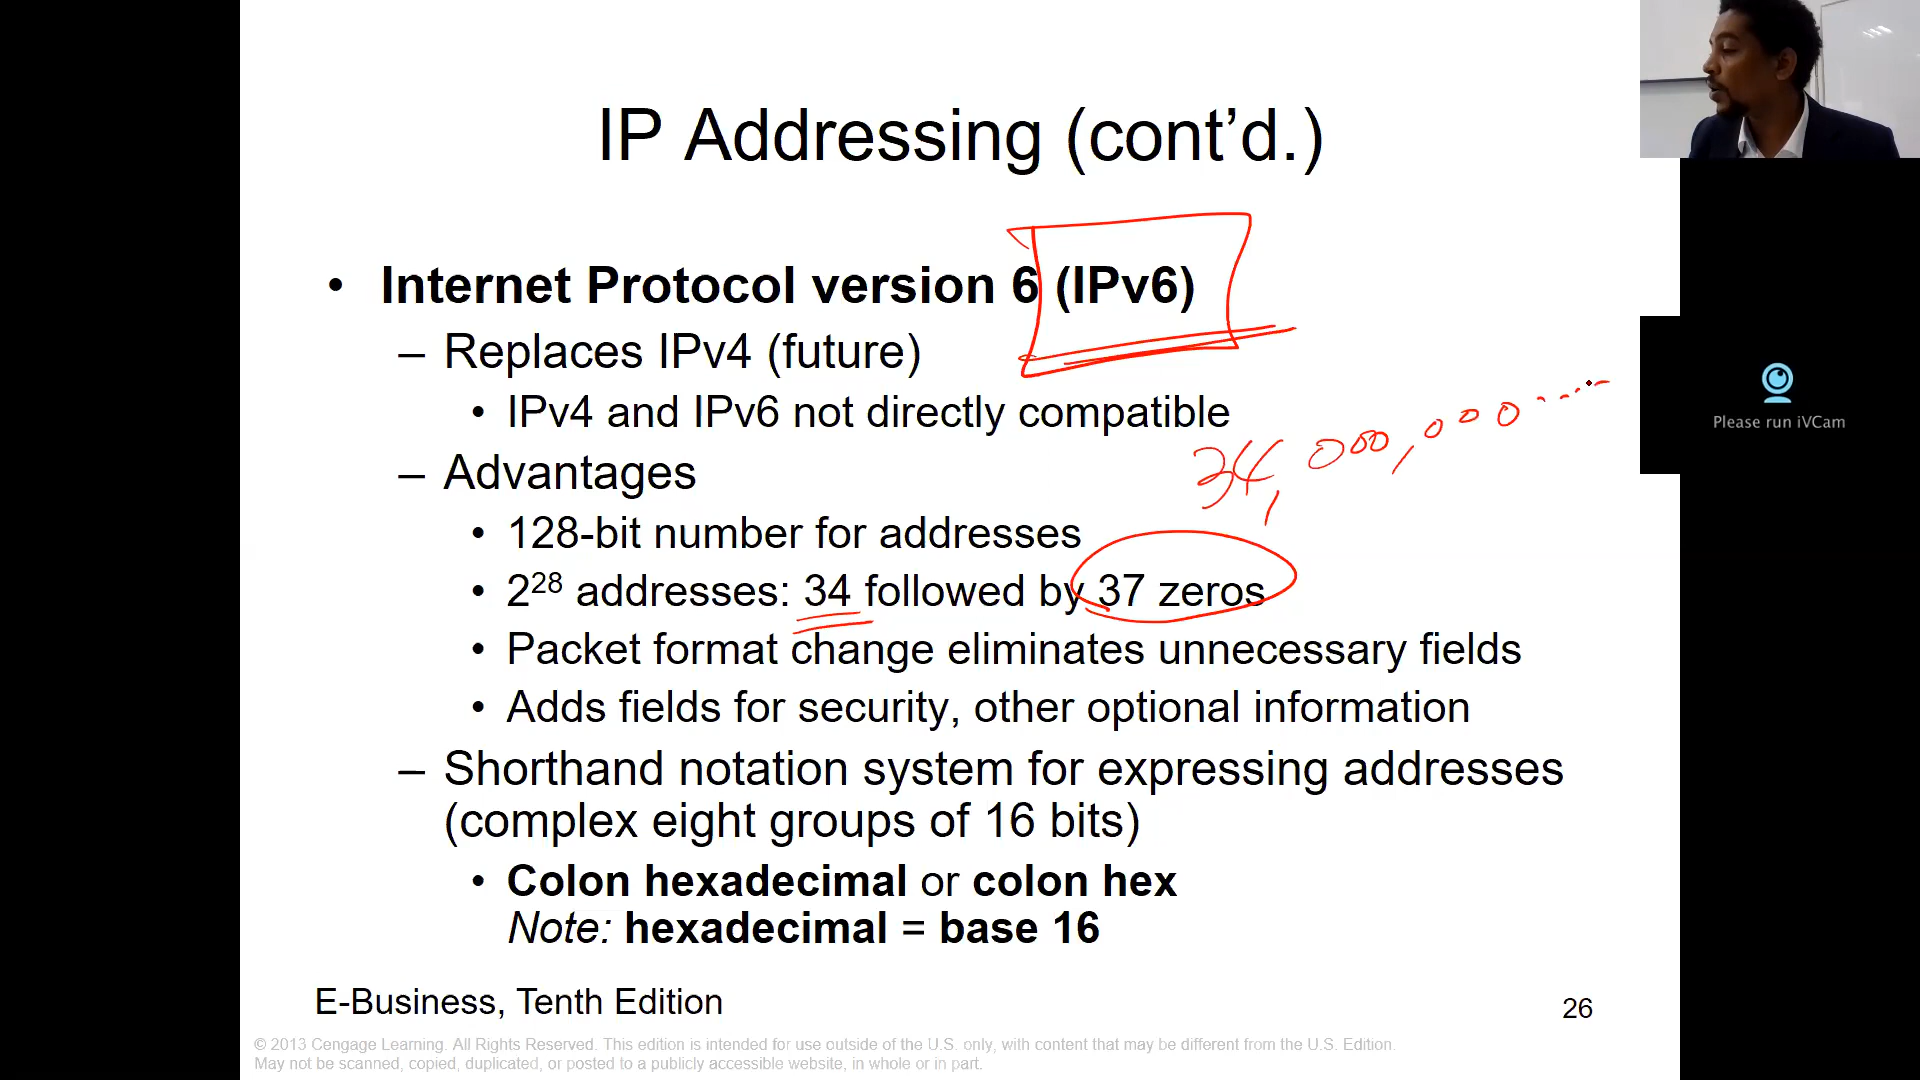 IP Addressing (cont’d.)
• Internet Protocol version 6 (IPv6)
– Replaces IPv4 (future)
• IPv4 and IPv6 not directly compatible
34,000,000.....
– Advantages
• 128-bit number for addresses
• 2²⁸ addresses: 34 followed by 37 zeros
• Packet format change eliminates unnecessary fields
• Adds fields for security, other optional information
– Shorthand notation system for expressing addresses
(complex eight groups of 16 bits)
• Colon hexadecimal or colon hex
Note: hexadecimal = base 16
E-Business, Tenth Edition
26
© 2013 Cengage Learning. All Rights Reserved. This edition is intended for use outside of the U.S. only, with content that may be different from the U.S. Edition.
May not be scanned, copied, duplicated, or posted to a publicly accessible website, in whole or in part.
Please run iVCam